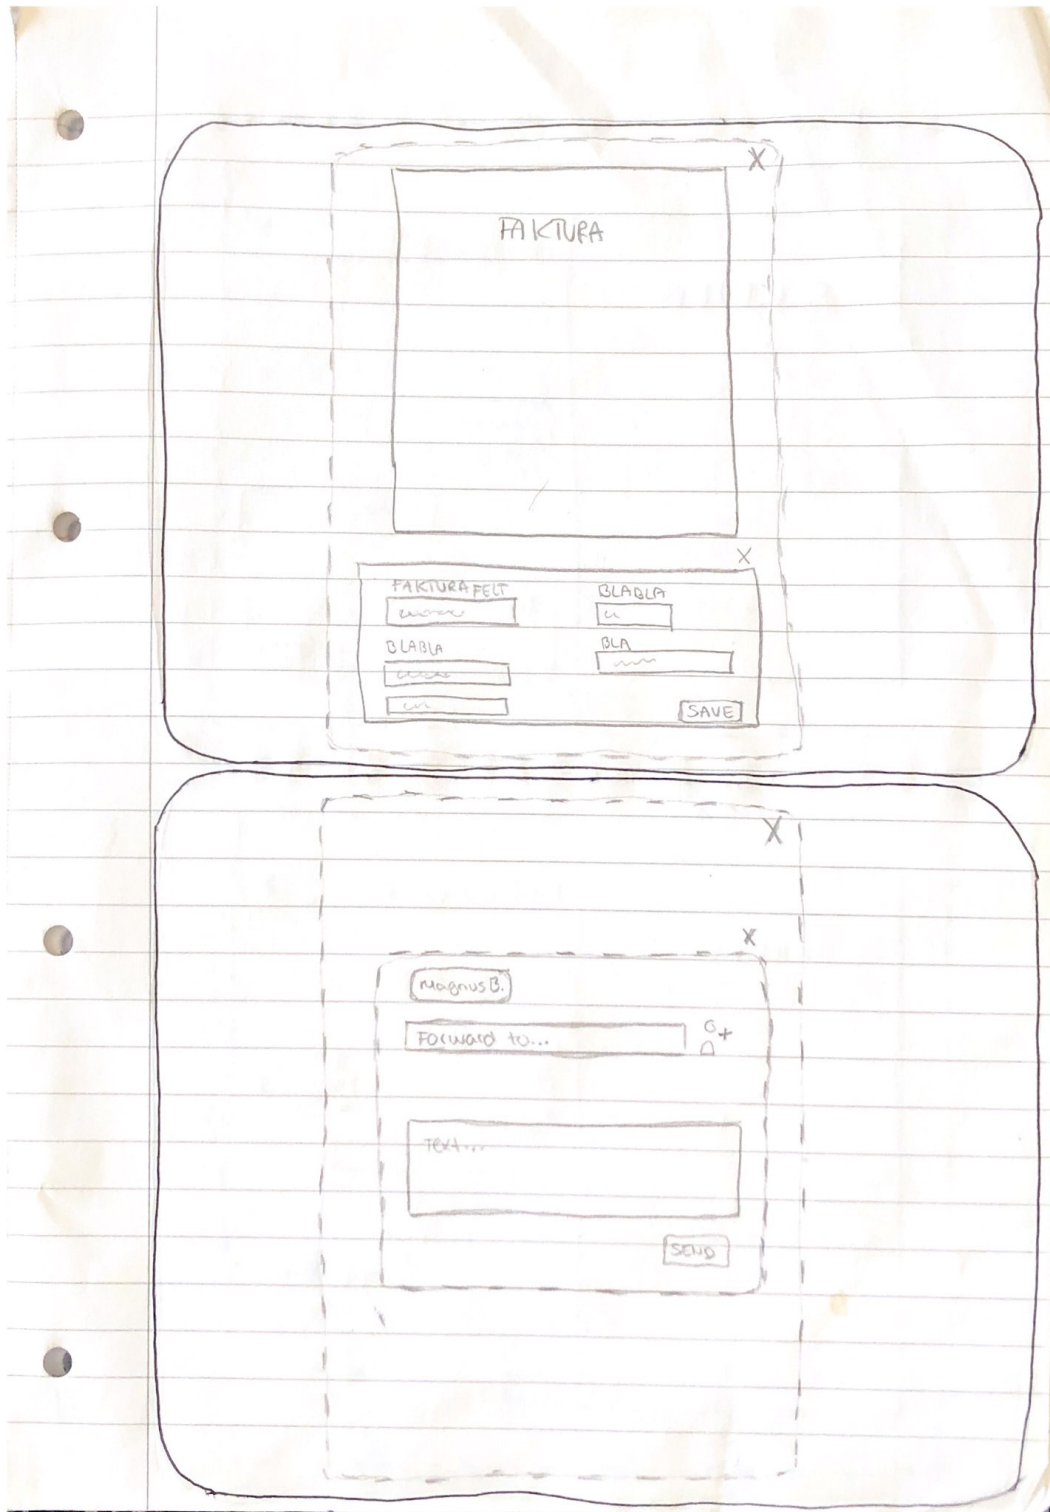 X
FAKTURA
X
FAKTURAFELT
BLABLA
BLABLA
BLA
SAVE
X
X
Magnus B.
Forward to...
+
Text...
SEND